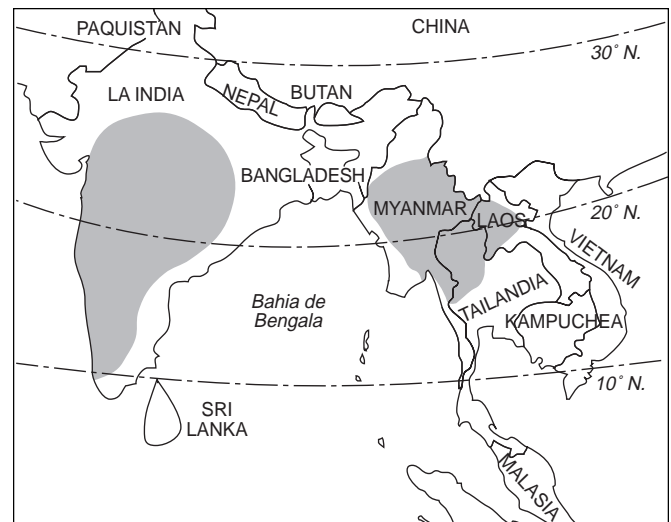 PAQUISTAN
CHINA
30° N.
LA INDIA
NEPAL
BUTAN
BANGLADESH
MYANMAR
LAOS
20° N.
VIETNAM
TAILANDIA
Bahia de
Bengala
KAMPUCHEA
10° N.
SRI
LANKA
MALASIA